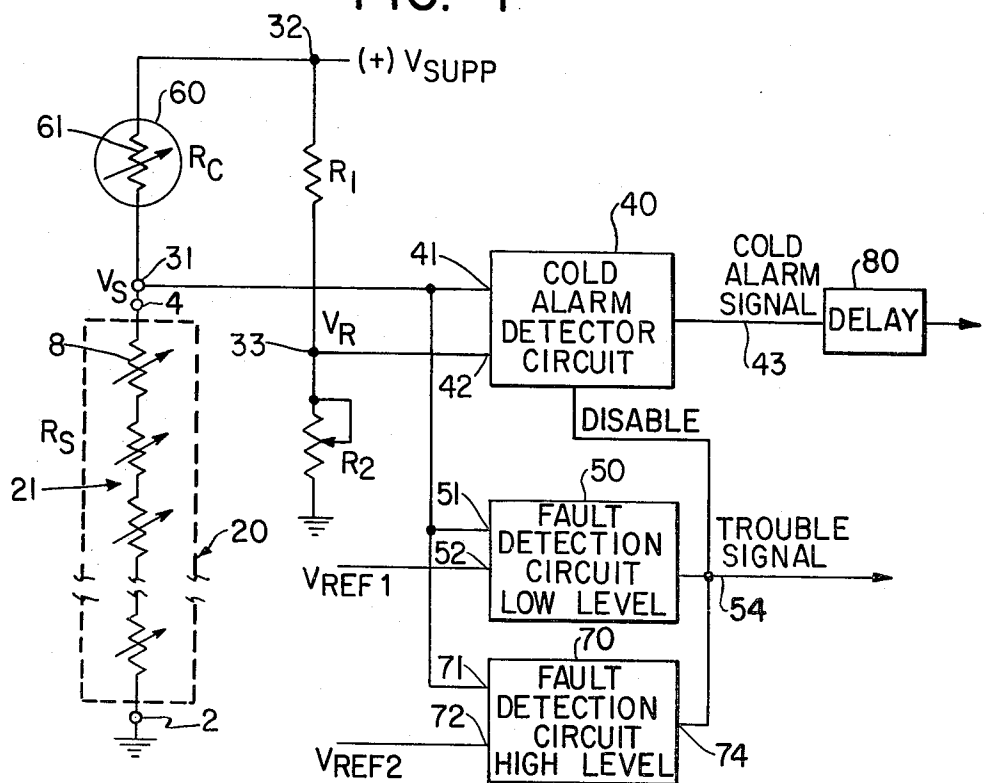 FIG. 1
32
(+) VSUPP
60
61
RC
R1
31
VS
4
41
40
COLD
ALARM
DETECTOR
CIRCUIT
COLD
ALARM
SIGNAL
80
DELAY
43
8
33
VR
42
DISABLE
RS
R2
21
20
51
50
FAULT
DETECTION
CIRCUIT
LOW LEVEL
52
VREF1
TROUBLE
SIGNAL
54
70
71
FAULT
DETECTION
CIRCUIT
HIGH LEVEL
72
VREF2
74
2